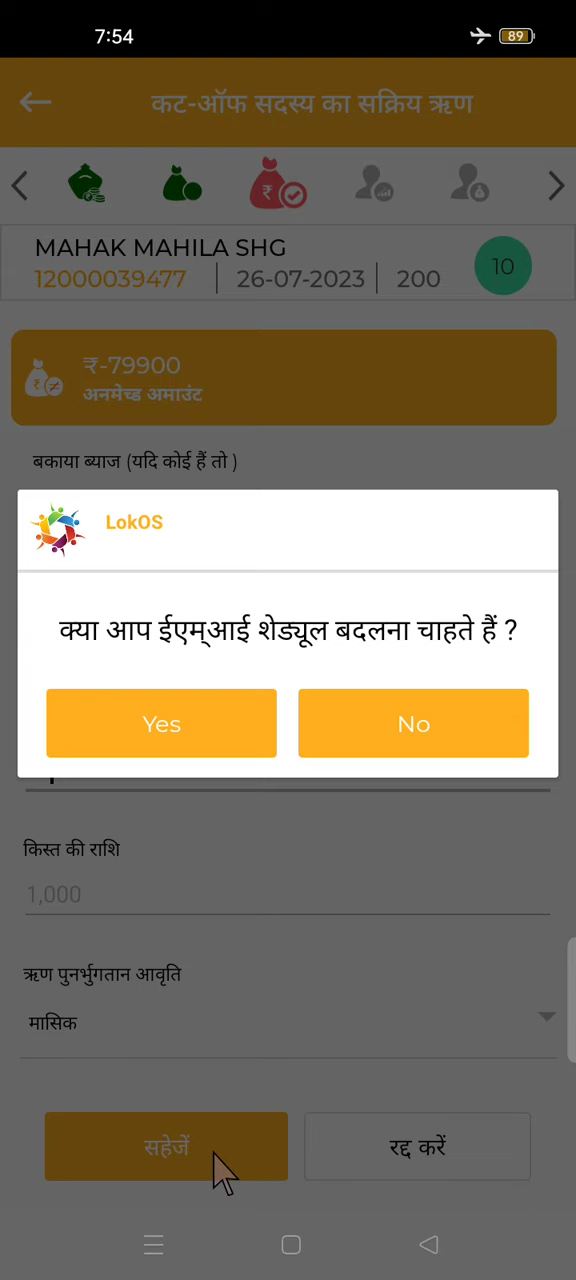 7:54
89
कट-ऑफ सदस्य का सक्रिय ऋण
MAHAK MAHILA SHG
12000039477 26-07-2023 200
10
₹-79900
अनमेच्ड अमाउंट
बकाया ब्याज (यदि कोई हैं तो )
LokOS
क्या आप ईएम्आई शेड्यूल बदलना चाहते हैं ?
Yes No
किस्त की राशि
1,000
ऋण पुनर्भुगतान आवृति
मासिक
सहेजें रद्द करें